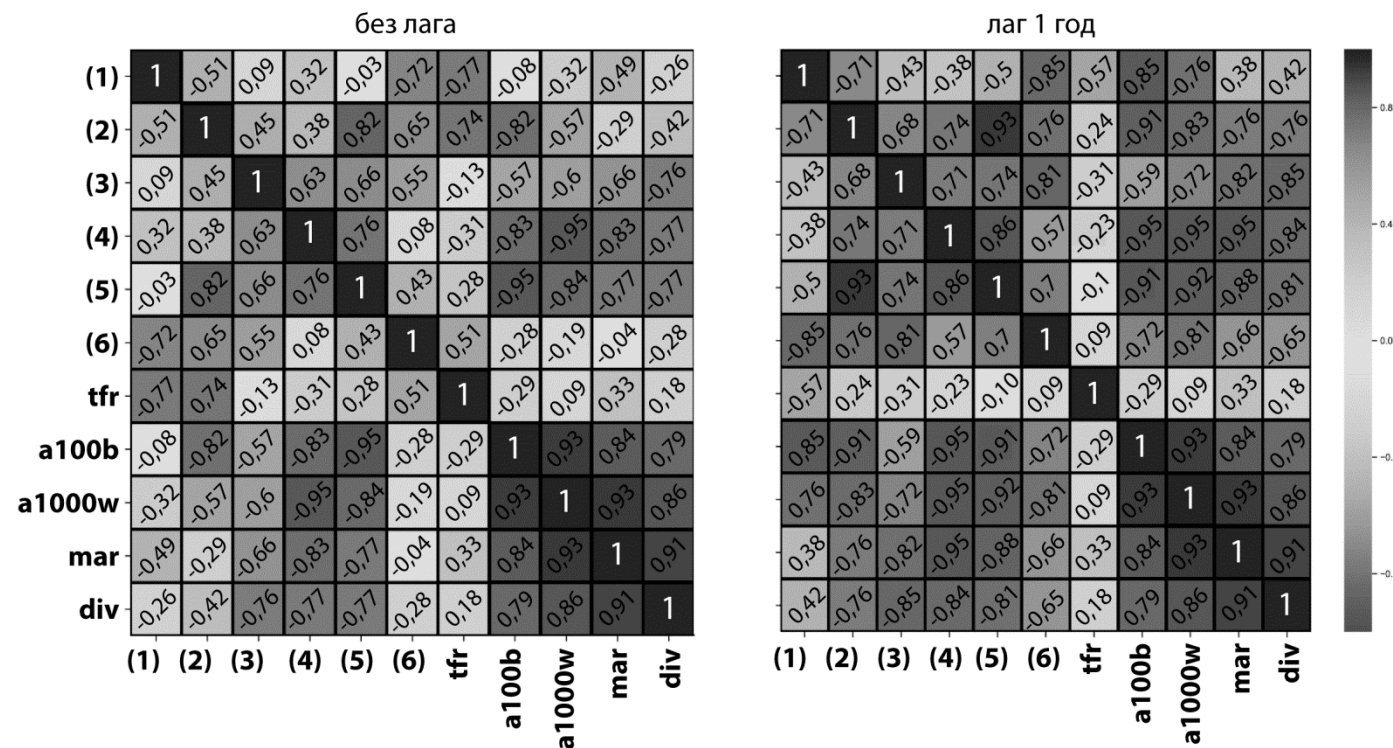 без лага
лаг 1 год
(1) 1 -0,51 0,09 0,32 -0,03 -0,72 -0,77 -0,08 -0,32 -0,49 -0,26
(2) -0,51 1 0,45 0,38 0,82 0,65 0,74 -0,82 -0,57 -0,29 -0,42
(3) 0,09 0,45 1 0,63 0,66 0,55 -0,13 -0,57 -0,6 -0,66 -0,76
(4) 0,32 0,38 0,63 1 0,76 0,08 -0,31 -0,83 -0,95 -0,83 -0,77
(5) -0,03 0,82 0,66 0,76 1 0,43 0,28 -0,95 -0,84 -0,77 -0,77
(6) -0,72 0,65 0,55 0,08 0,43 1 0,51 -0,28 -0,19 -0,04 -0,28
tfr -0,77 0,74 -0,13 -0,31 0,28 0,51 1 -0,29 0,09 0,33 0,18
a100b -0,08 -0,82 -0,57 -0,83 -0,95 -0,28 -0,29 1 0,93 0,84 0,79
a1000w -0,32 -0,57 -0,6 -0,95 -0,84 -0,19 0,09 0,93 1 0,93 0,86
mar -0,49 -0,29 -0,66 -0,83 -0,77 -0,04 0,33 0,84 0,93 1 0,91
div -0,26 -0,42 -0,76 -0,77 -0,77 -0,28 0,18 0,79 0,86 0,91 1
(1) (2) (3) (4) (5) (6) tfr a100b a1000w mar div
1 -0,71 -0,43 -0,38 -0,5 -0,85 -0,57 0,85 -0,76 0,38 0,42
-0,71 1 0,68 0,74 0,93 0,76 0,24 -0,91 -0,83 -0,76 -0,76
-0,43 0,68 1 0,71 0,74 0,81 -0,31 -0,59 -0,72 -0,82 -0,85
-0,38 0,74 0,71 1 0,86 0,57 -0,23 -0,95 -0,95 -0,95 -0,84
-0,5 0,93 0,74 0,86 1 0,7 -0,1 -0,91 -0,92 -0,88 -0,81
-0,85 0,76 0,81 0,57 0,7 1 0,09 -0,72 -0,81 -0,66 -0,65
-0,57 0,24 -0,31 -0,23 -0,10 0,09 1 -0,29 0,09 0,33 0,18
0,85 -0,91 -0,59 -0,95 -0,91 -0,72 -0,29 1 0,93 0,84 0,79
0,76 -0,83 -0,72 -0,95 -0,92 -0,81 0,09 0,93 1 0,93 0,86
0,38 -0,76 -0,82 -0,95 -0,88 -0,66 0,33 0,84 0,93 1 0,91
0,42 -0,76 -0,85 -0,84 -0,81 -0,65 0,18 0,79 0,86 0,91 1
(1) (2) (3) (4) (5) (6) tfr a100b a1000w mar div
0.8
0.0